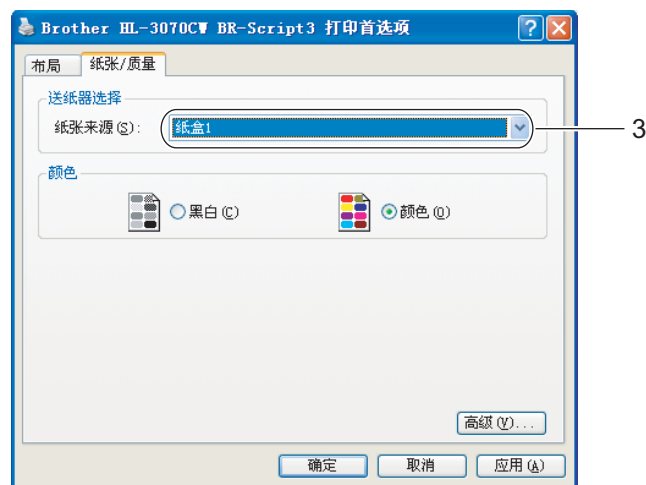 Brother HL-3070CW BR-Script3 打印首选项
布局 纸张/质量
送纸器选择
纸张来源(S): 纸盒1
3
颜色
黑白(C) 颜色(O)
高级(V)...
确定 取消 应用(A)